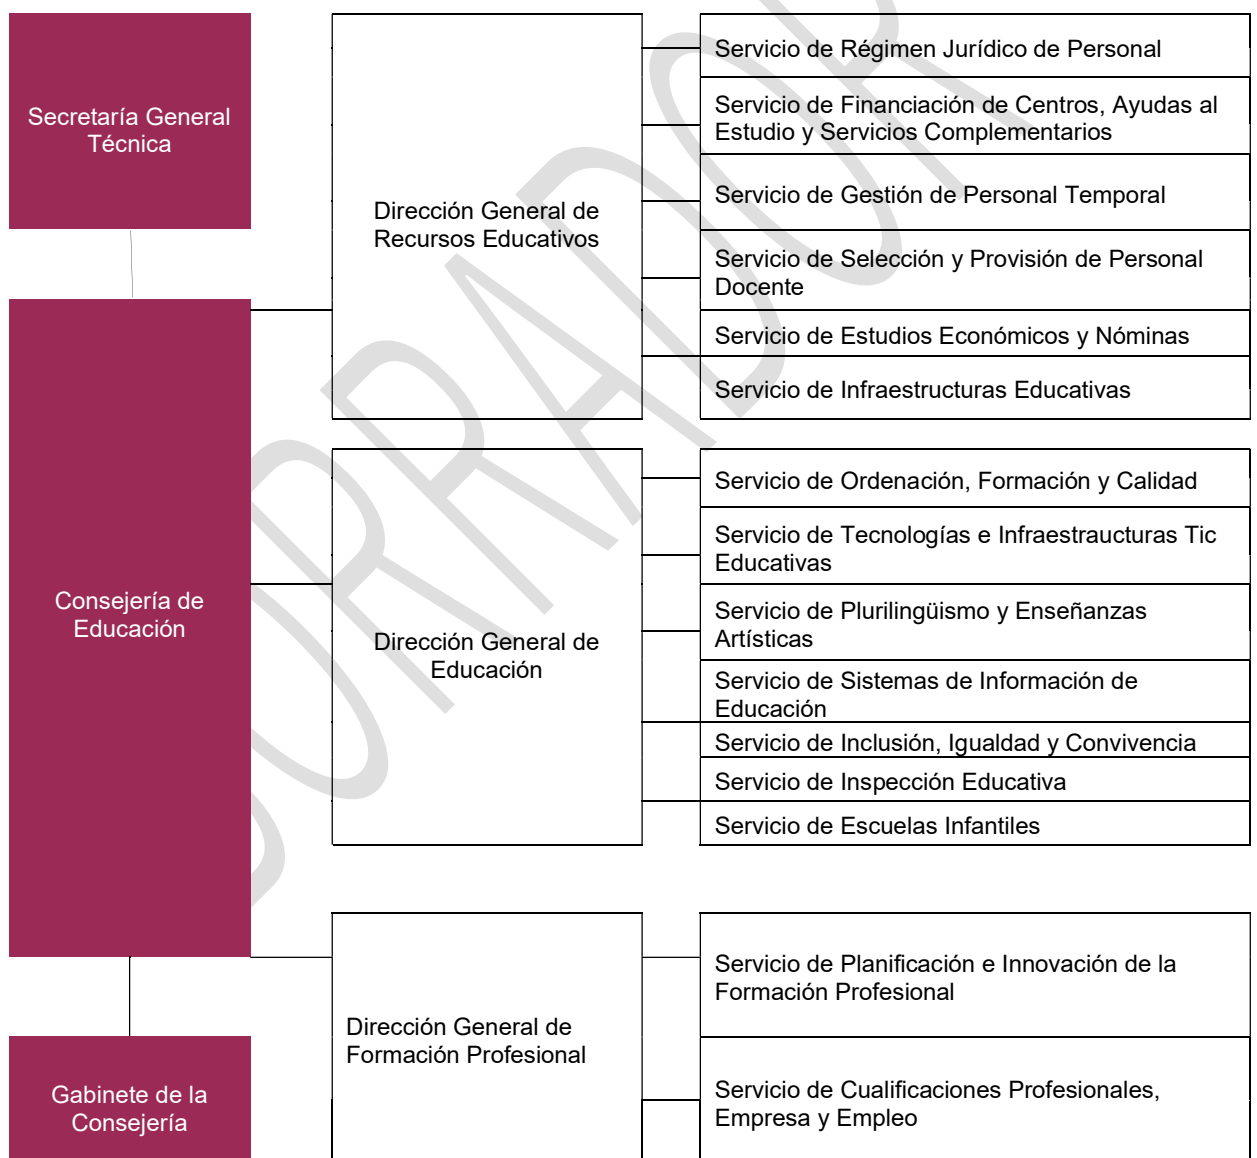 Secretaría General
Técnica
Dirección General de
Recursos Educativos
Servicio de Régimen Jurídico de Personal
Servicio de Financiación de Centros, Ayudas al
Estudio y Servicios Complementarios
Servicio de Gestión de Personal Temporal
Servicio de Selección y Provisión de Personal
Docente
Servicio de Estudios Económicos y Nóminas
Servicio de Infraestructuras Educativas
Consejería de
Educación
Dirección General de
Educación
Servicio de Ordenación, Formación y Calidad
Servicio de Tecnologías e Infraestraucturas Tic
Educativas
Servicio de Plurilingüismo y Enseñanzas
Artísticas
Servicio de Sistemas de Información de
Educación
Servicio de Inclusión, Igualdad y Convivencia
Servicio de Inspección Educativa
Servicio de Escuelas Infantiles
Dirección General de
Formación Profesional
Servicio de Planificación e Innovación de la
Formación Profesional
Servicio de Cualificaciones Profesionales,
Empresa y Empleo
Gabinete de la
Consejería
BORRADOR